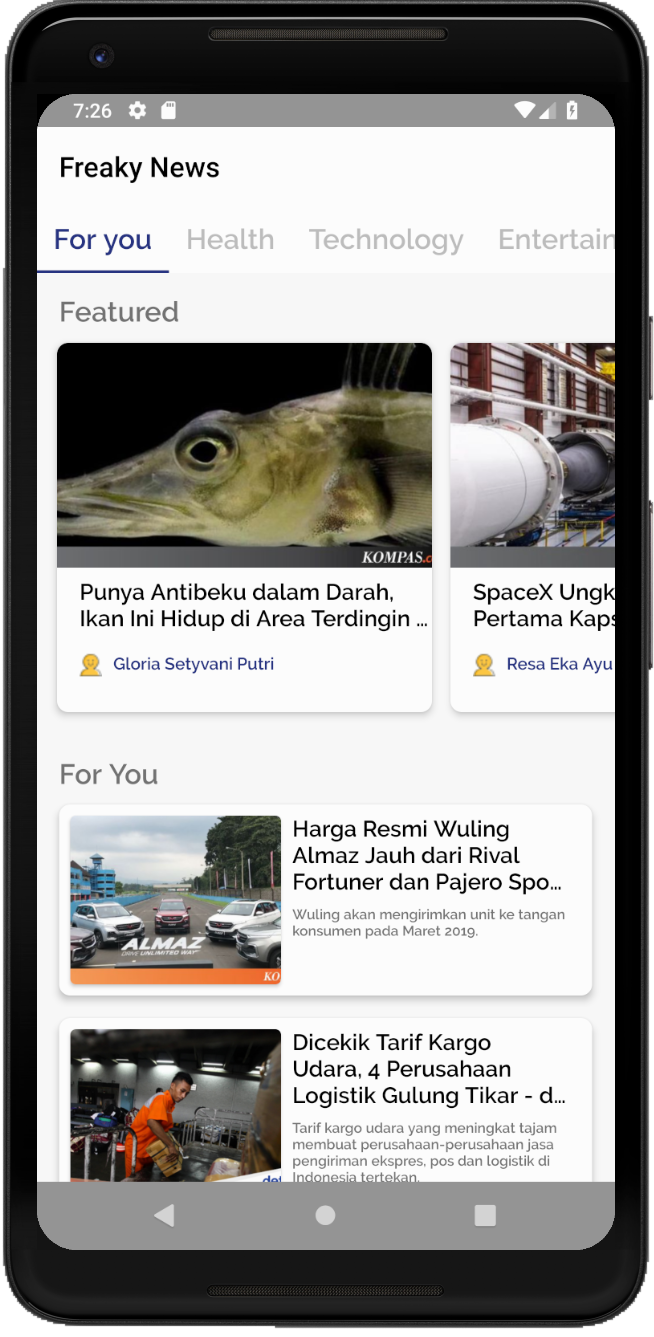 7:26
Freaky News
For you Health Technology Entertain
Featured
KOMPAS.c
Punya Antibeku dalam Darah,
Ikan Ini Hidup di Area Terdingin ...
Gloria Setyvani Putri
SpaceX Ungk
Pertama Kaps
Resa Eka Ayu
For You
ALMAZ
DRIVE UNLIMITED WAY
KO
Harga Resmi Wuling
Almaz Jauh dari Rival
Fortuner dan Pajero Spo...
Wuling akan mengirimkan unit ke tangan
konsumen pada Maret 2019.
det
Dicekik Tarif Kargo
Udara, 4 Perusahaan
Logistik Gulung Tikar - d...
Tarif kargo udara yang meningkat tajam
membuat perusahaan-perusahaan jasa
pengiriman ekspres, pos dan logistik di
Indonesia tertekan.